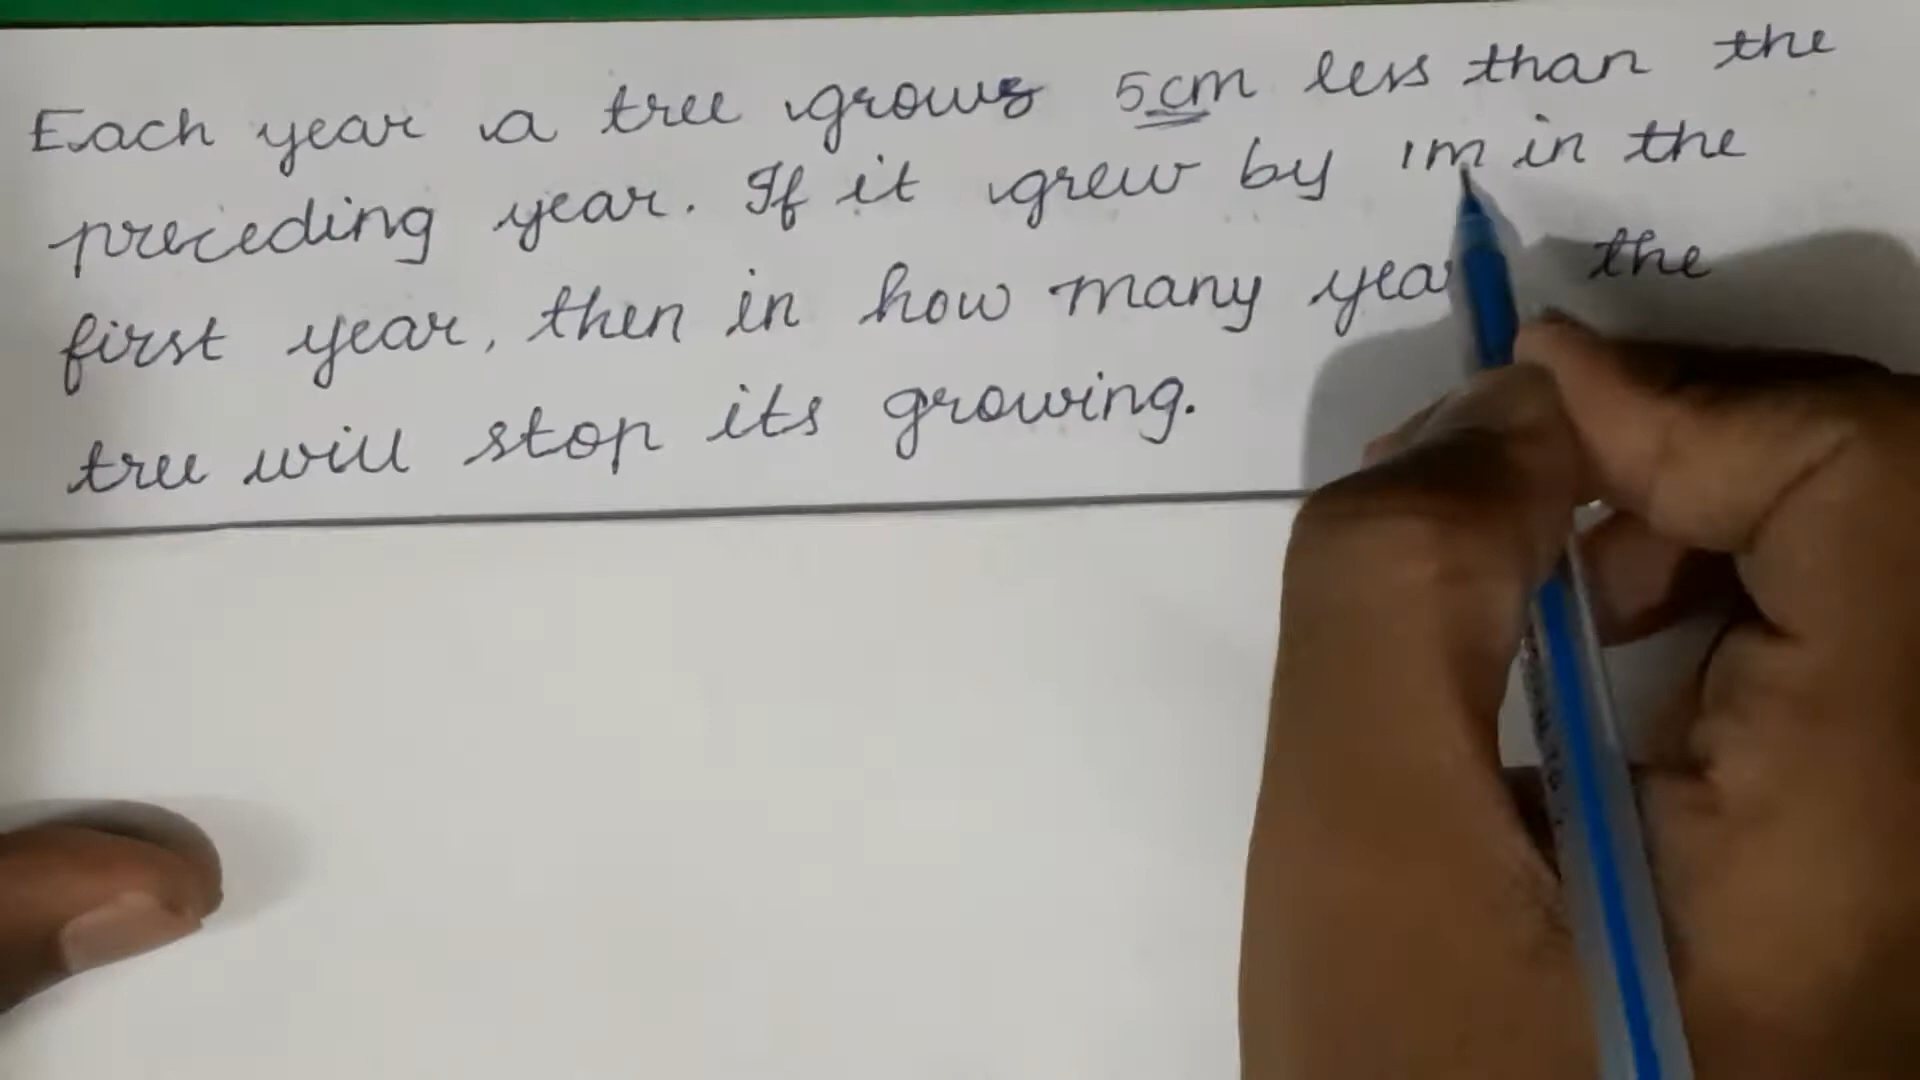 Each year a tree grows 5cm less than the
preceding year. If it grew by 1m in the
first year, then in how many the
tree will stop its growing.